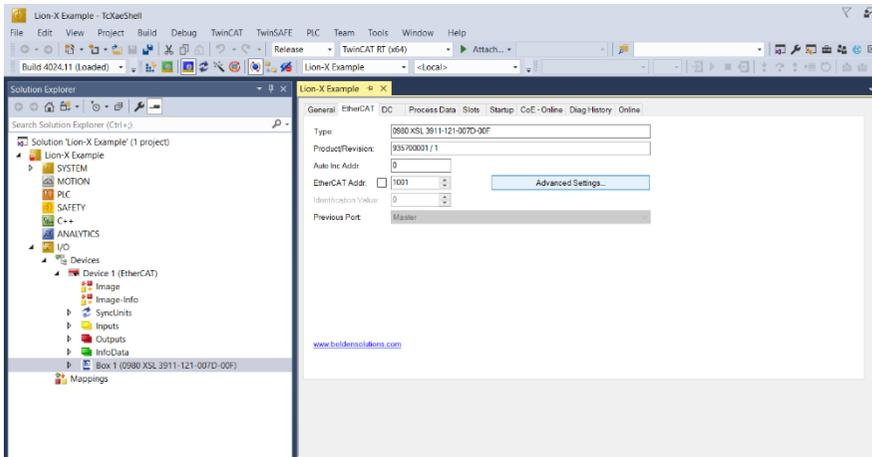 Lion-X Example - TcXaeShell
File Edit View Project Build Debug TwinCAT TwinSAFE PLC Team Tools Window Help
Release TwinCAT RT (x64) Attach...
Build 4024.11 (Loaded) Lion-X Example <Local>
Solution Explorer
Search Solution Explorer (Ctrl+;)
Solution 'Lion-X Example' (1 project)
Lion-X Example
SYSTEM
MOTION
PLC
SAFETY
C++
ANALYTICS
I/O
Devices
Device 1 (EtherCAT)
Image
Image-Info
SyncUnits
Inputs
Outputs
InfoData
Box 1 (0980 XSL 3911-121-007D-00F)
Mappings
Lion-X Example
General EtherCAT DC Process Data Slots Startup CoE - Online Diag History Online
Type: 0980 XSL 3911-121-007D-00F
Product/Revision: 935700001 / 1
Auto Inc Addr: 0
EtherCAT Addr: 1001 Advanced Settings...
Identification Value: 0
Previous Port: Master
www.beldensolutions.com